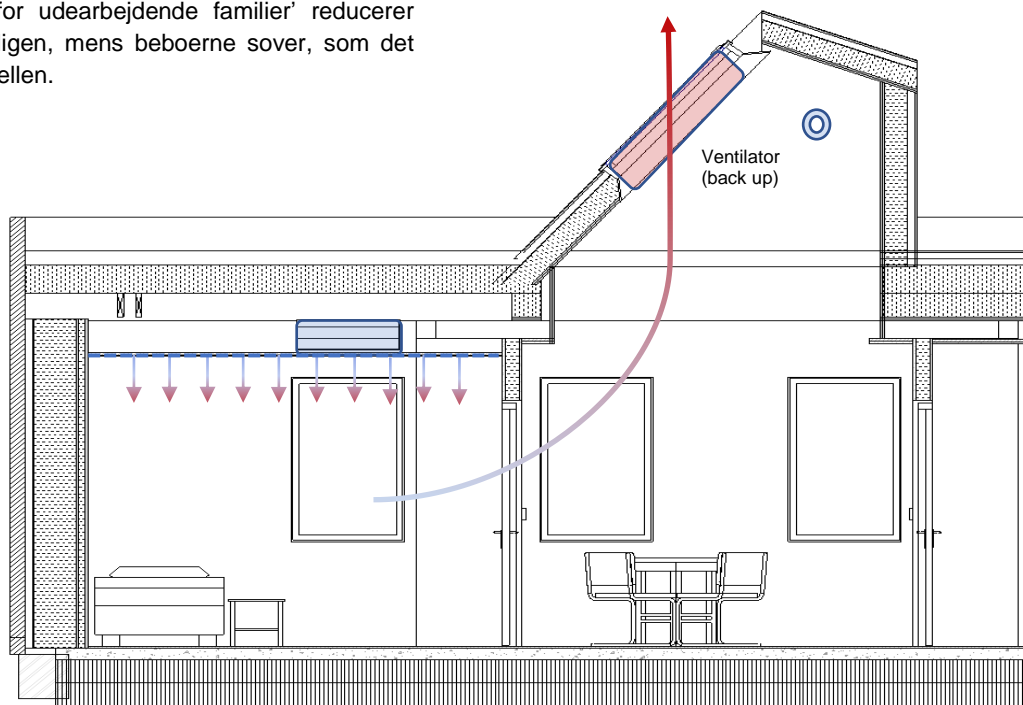 for udearbejdende familier’ reducerer
igen, mens beboerne sover, som det
ellen.
Ventilator
(back up)